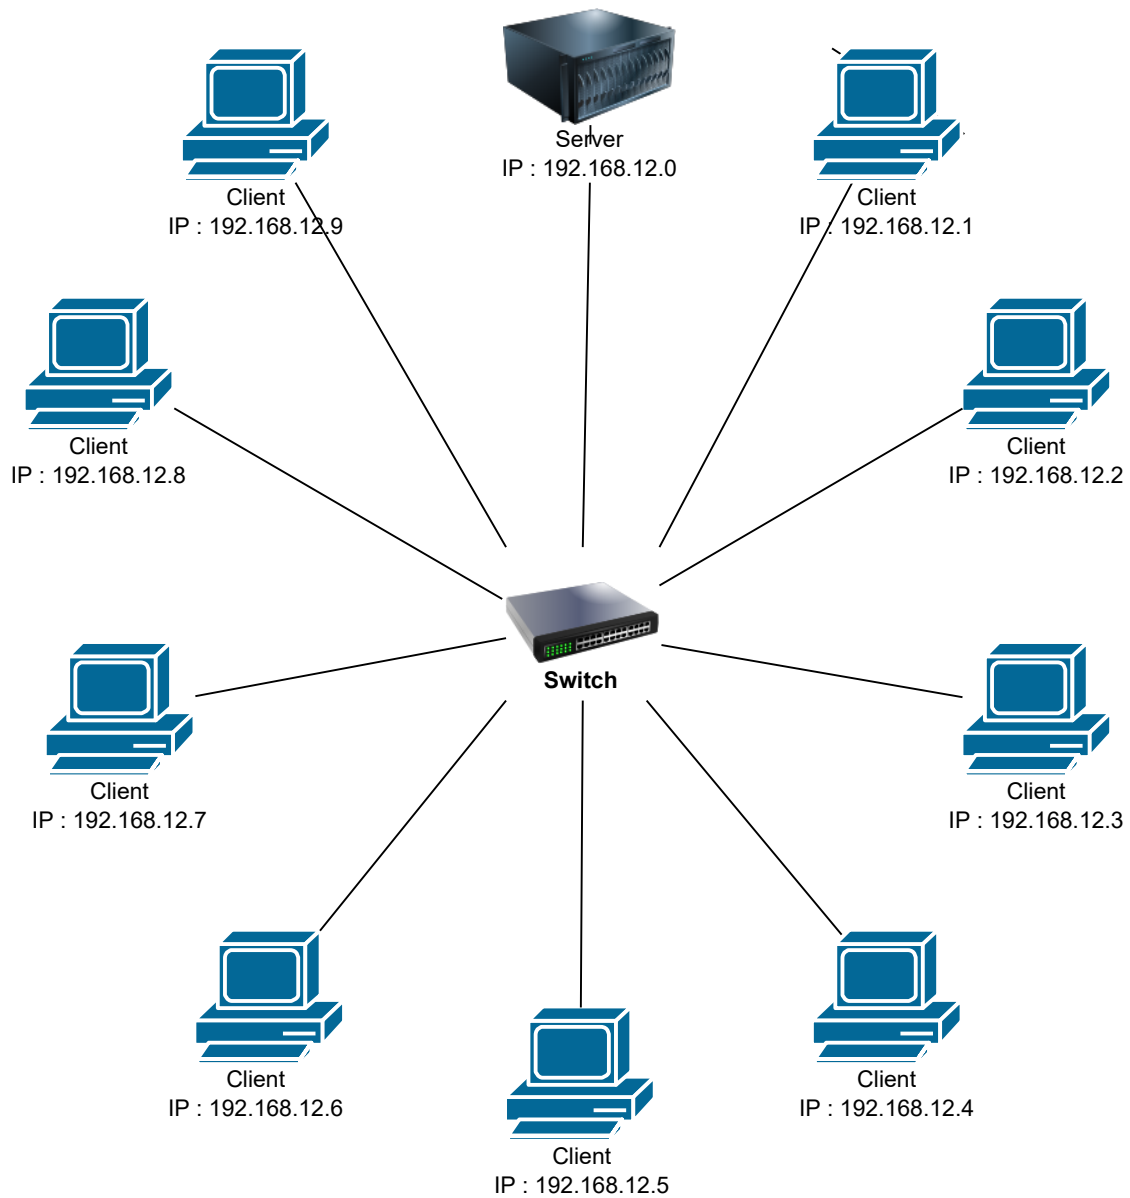 Server
IP : 192.168.12.0
Client
IP : 192.168.12.9
Client
IP : 192.168.12.1
Client
IP : 192.168.12.8
Client
IP : 192.168.12.2
Switch
Client
IP : 192.168.12.7
Client
IP : 192.168.12.3
Client
IP : 192.168.12.6
Client
IP : 192.168.12.4
Client
IP : 192.168.12.5